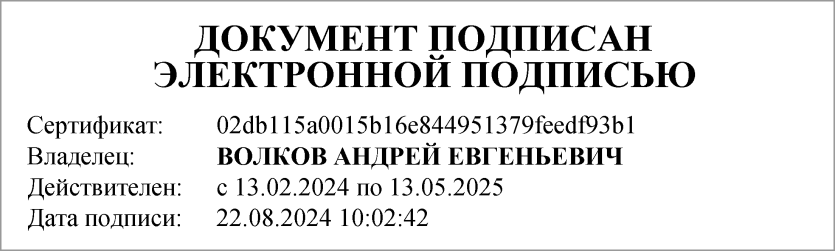 ДОКУМЕНТ ПОДПИСАН
ЭЛЕКТРОННОЙ ПОДПИСЬЮ
Сертификат: 02db115a0015b16e844951379feedf93b1
Владелец: ВОЛКОВ АНДРЕЙ ЕВГЕНЬЕВИЧ
Действителен: с 13.02.2024 по 13.05.2025
Дата подписи: 22.08.2024 10:02:42